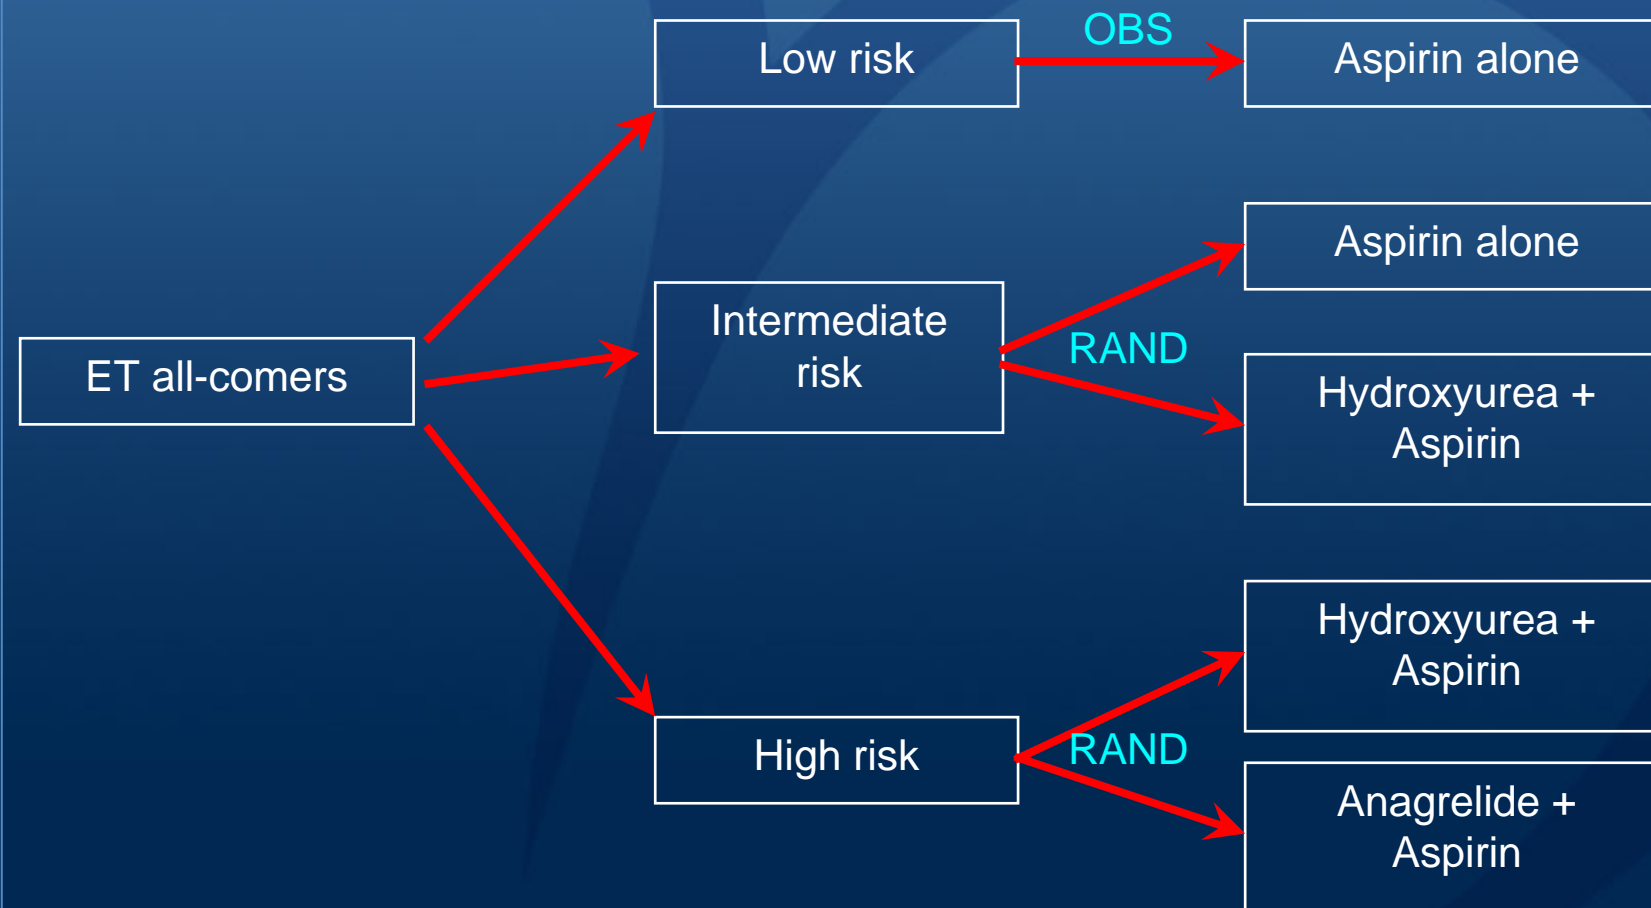 Low risk
OBS
Aspirin alone
Aspirin alone
Intermediate
risk
RAND
Hydroxyurea +
Aspirin
ET all-comers
Hydroxyurea +
Aspirin
High risk
RAND
Anagrelide +
Aspirin